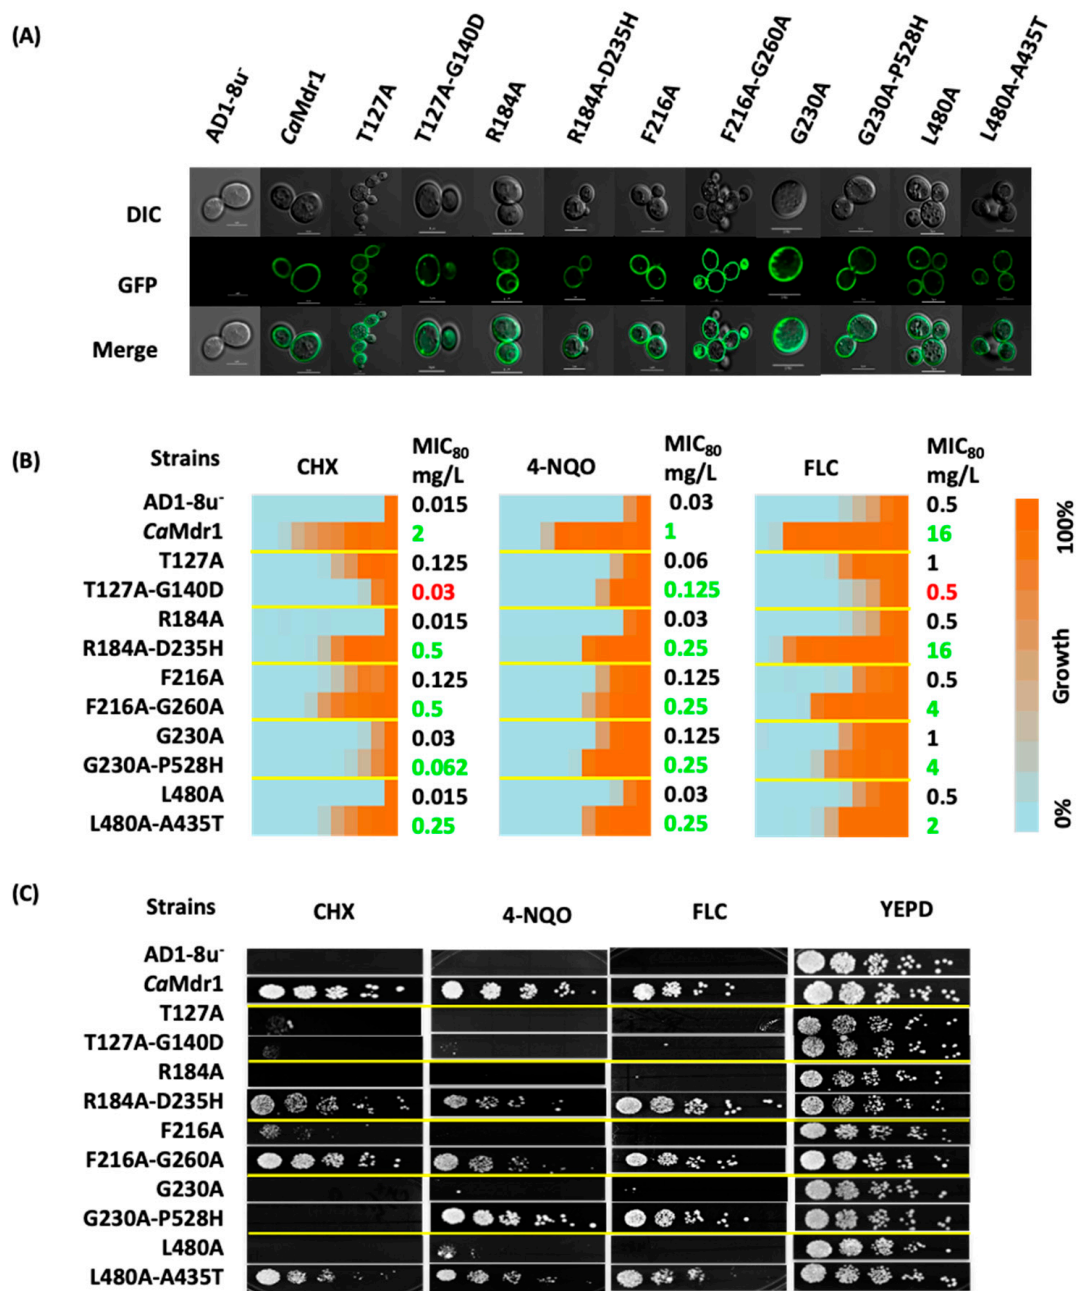 (A)
AD1-8u-
CaMdr1
T127A
T127A-G140D
R184A
R184A-D235H
F216A
F216A-G260A
G230A
G230A-P528H
L480A
L480A-A435T
DIC
GFP
Merge
(B)
Strains CHX MIC80 mg/L 4-NQO MIC80 mg/L FLC MIC80 mg/L
AD1-8u- 0.015 0.03 0.5
CaMdr1 2 1 16
T127A 0.125 0.06 1
T127A-G140D 0.03 0.125 0.5
R184A 0.015 0.03 0.5
R184A-D235H 0.5 0.25 16
F216A 0.125 0.125 0.5
F216A-G260A 0.5 0.25 4
G230A 0.03 0.125 1
G230A-P528H 0.062 0.25 4
L480A 0.015 0.03 0.5
L480A-A435T 0.25 0.25 2
100%
Growth
0%
(C)
Strains CHX 4-NQO FLC YEPD
AD1-8u-
CaMdr1
T127A
T127A-G140D
R184A
R184A-D235H
F216A
F216A-G260A
G230A
G230A-P528H
L480A
L480A-A435T